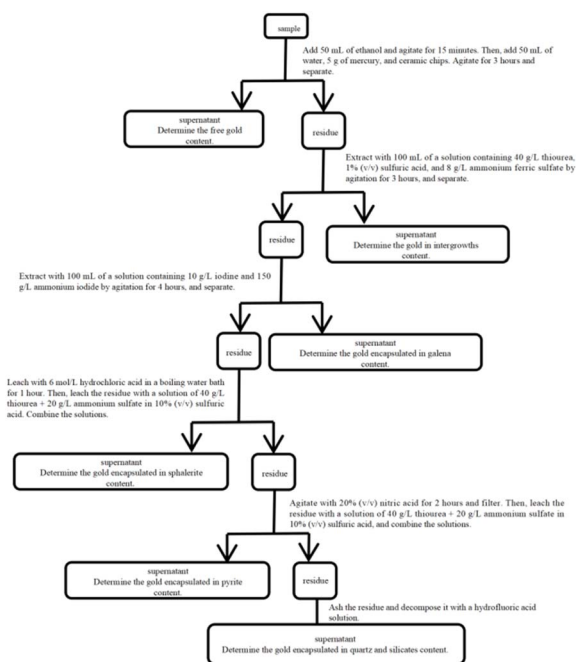 sample
Add 50 mL of ethanol and agitate for 15 minutes. Then, add 50 mL of
water, 5 g of mercury, and ceramic chips. Agitate for 3 hours and
separate.
supernatant
Determine the free gold
content.
residue
Extract with 100 mL of a solution containing 40 g/L thiourea,
1% (v/v) sulfuric acid, and 8 g/L ammonium ferric sulfate by
agitation for 3 hours, and separate.
residue
supernatant
Determine the gold in intergrowths
content.
Extract with 100 mL of a solution containing 10 g/L iodine and 150
g/L ammonium iodide by agitation for 4 hours, and separate.
residue
supernatant
Determine the gold encapsulated in galena
content.
Leach with 6 mol/L hydrochloric acid in a boiling water bath
for 1 hour. Then, leach the residue with a solution of 40 g/L
thiourea + 20 g/L ammonium sulfate in 10% (v/v) sulfuric
acid. Combine the solutions.
supernatant
Determine the gold encapsulated in sphalerite
content.
residue
Agitate with 20% (v/v) nitric acid for 2 hours and filter. Then, leach the
residue with a solution of 40 g/L thiourea + 20 g/L ammonium sulfate in
10% (v/v) sulfuric acid, and combine the solutions.
supernatant
Determine the gold encapsulated in pyrite
content.
residue
Ash the residue and decompose it with a hydrofluoric acid
solution.
supernatant
Determine the gold encapsulated in quartz and silicates content.